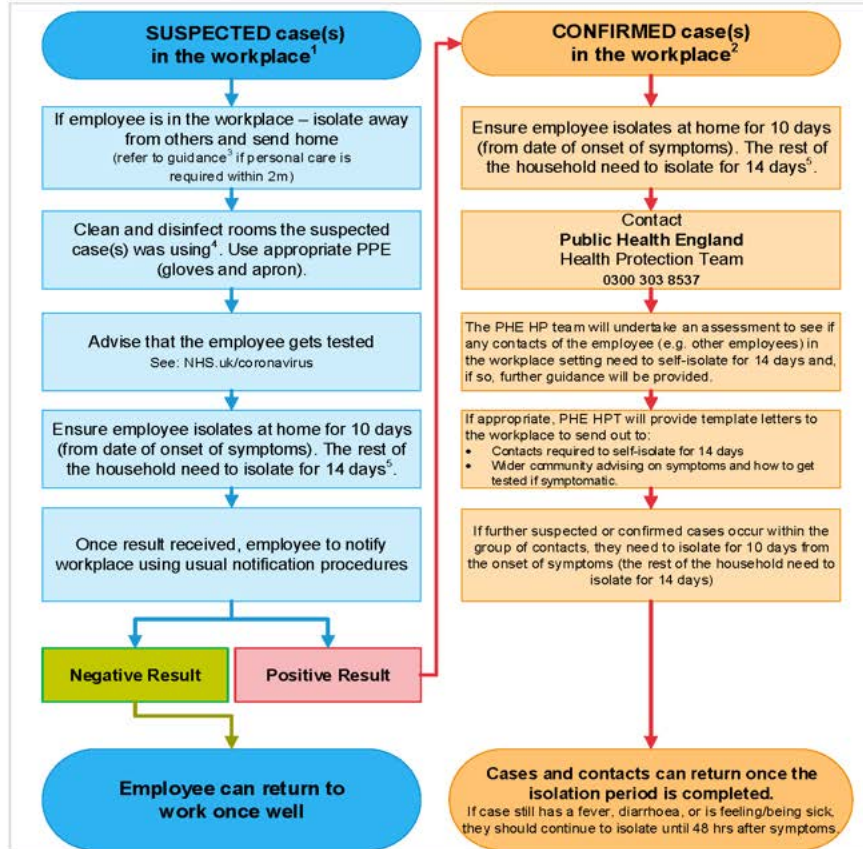 SUSPECTED case(s)
in the workplace1
If employee is in the workplace – isolate away
from others and send home
(refer to guidance3 if personal care is
required within 2m)
Clean and disinfect rooms the suspected
case(s) was using4. Use appropriate PPE
(gloves and apron).
Advise that the employee gets tested
See: NHS.uk/coronavirus
Ensure employee isolates at home for 10 days
(from date of onset of symptoms). The rest of
the household need to isolate for 14 days5.
Once result received, employee to notify
workplace using usual notification procedures
Negative Result
Positive Result
Employee can return to
work once well
CONFIRMED case(s)
in the workplace2
Ensure employee isolates at home for 10 days
(from date of onset of symptoms). The rest of
the household need to isolate for 14 days5.
Contact
Public Health England
Health Protection Team
0300 303 8537
The PHE HP team will undertake an assessment to see if
any contacts of the employee (e.g. other employees) in
the workplace setting need to self-isolate for 14 days and,
if so, further guidance will be provided.
If appropriate, PHE HPT will provide template letters to
the workplace to send out to:
• Contacts required to self-isolate for 14 days
• Wider community advising on symptoms and how to get
tested if symptomatic.
If further suspected or confirmed cases occur within the
group of contacts, they need to isolate for 10 days from
the onset of symptoms (the rest of the household need to
isolate for 14 days)
Cases and contacts can return once the
isolation period is completed.
If case still has a fever, diarrhoea, or is feeling/being sick,
they should continue to isolate until 48 hrs after symptoms.